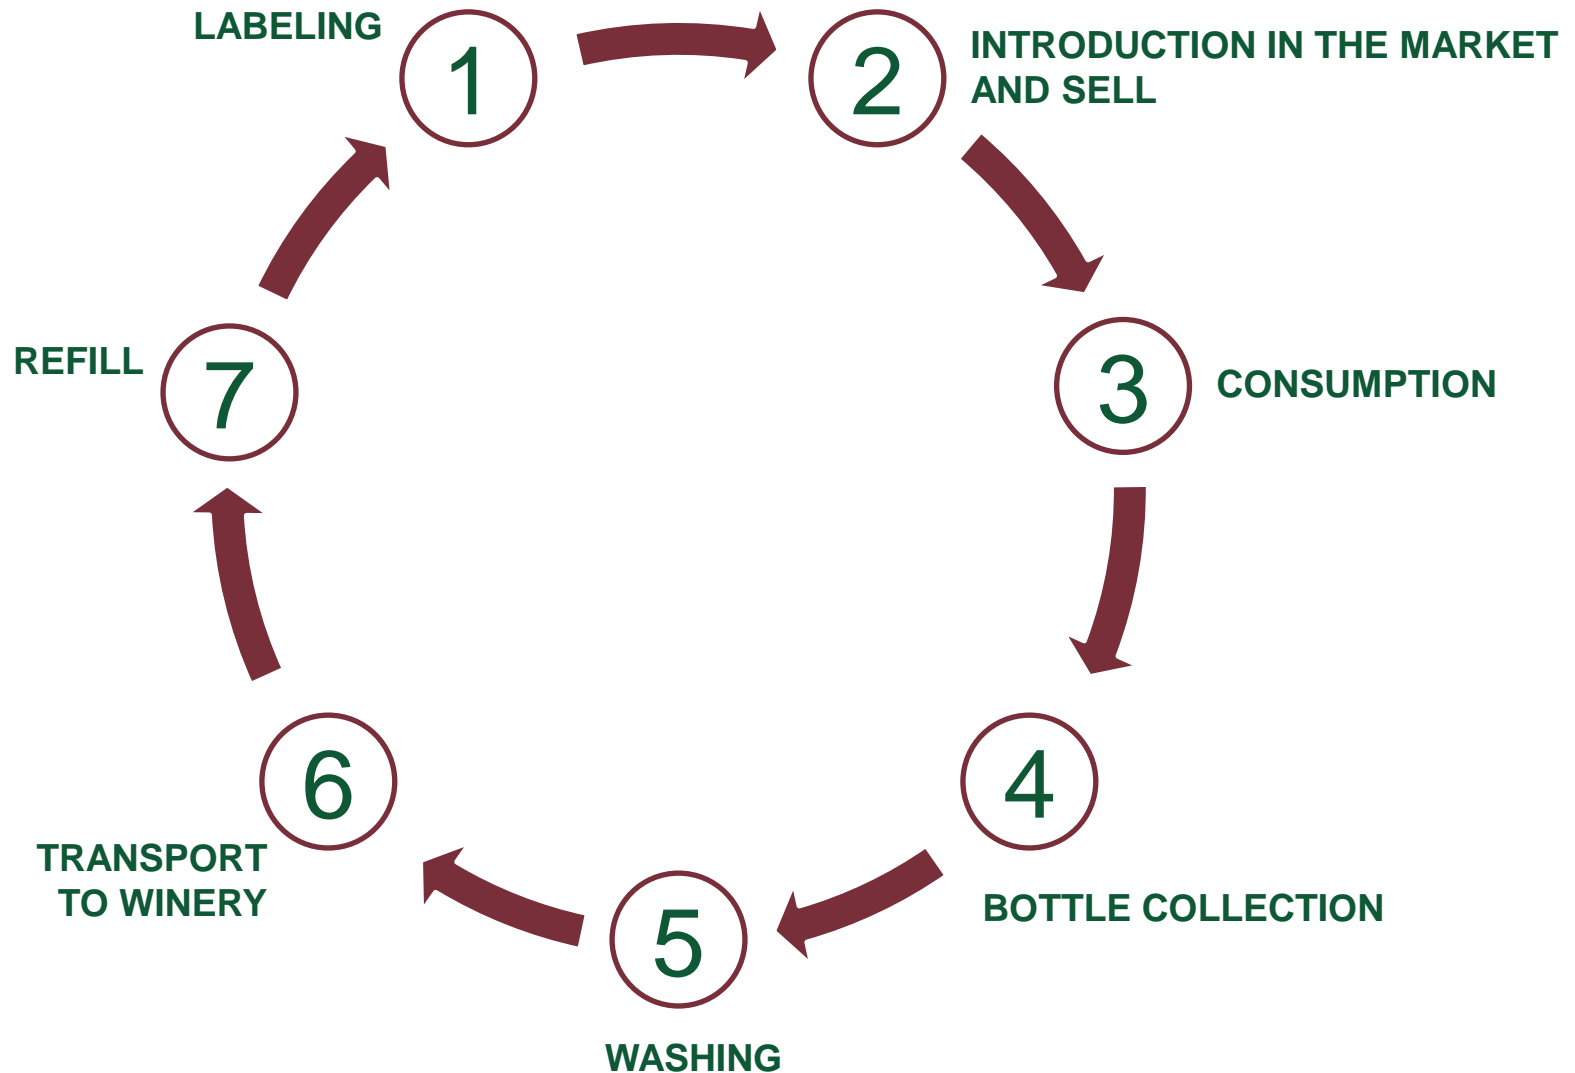 LABELING
1
2
INTRODUCTION IN THE MARKET
AND SELL
3
CONSUMPTION
4
BOTTLE COLLECTION
5
WASHING
6
TRANSPORT
TO WINERY
7
REFILL